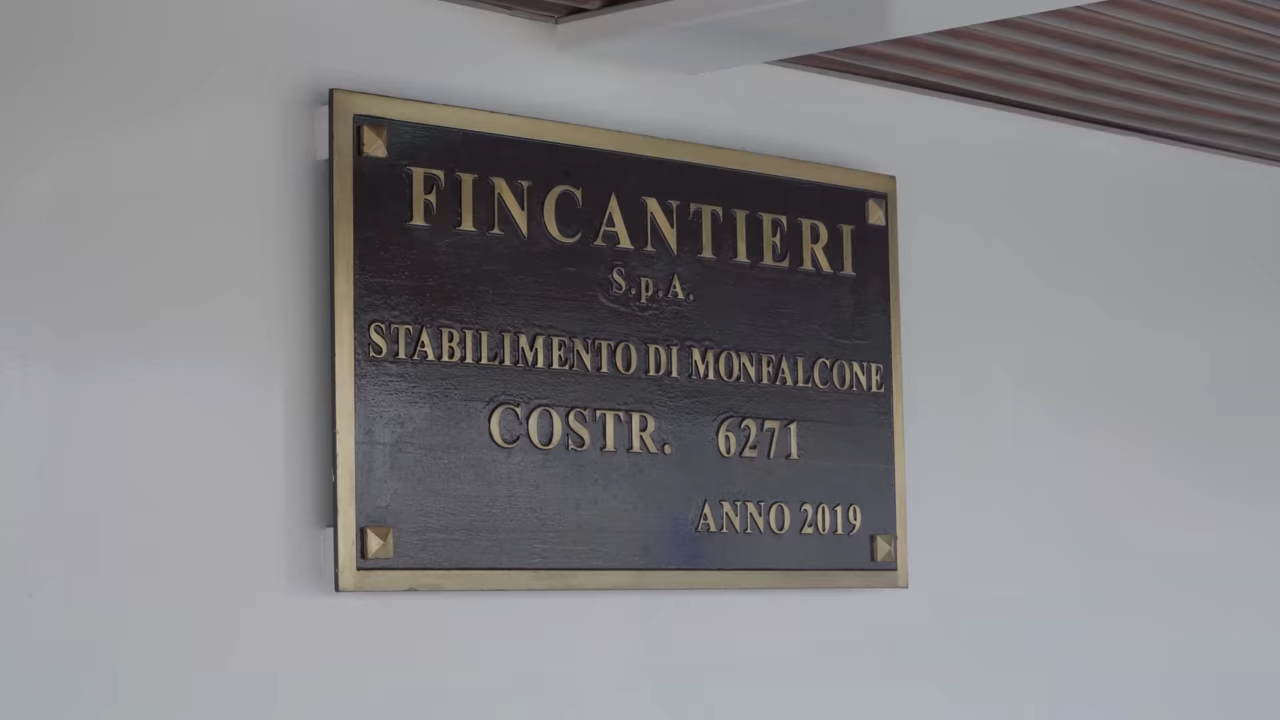 FINCANTIERI
S.p.A.
STABILIMENTO DI MONFALCONE
COSTR. 6271
ANNO 2019